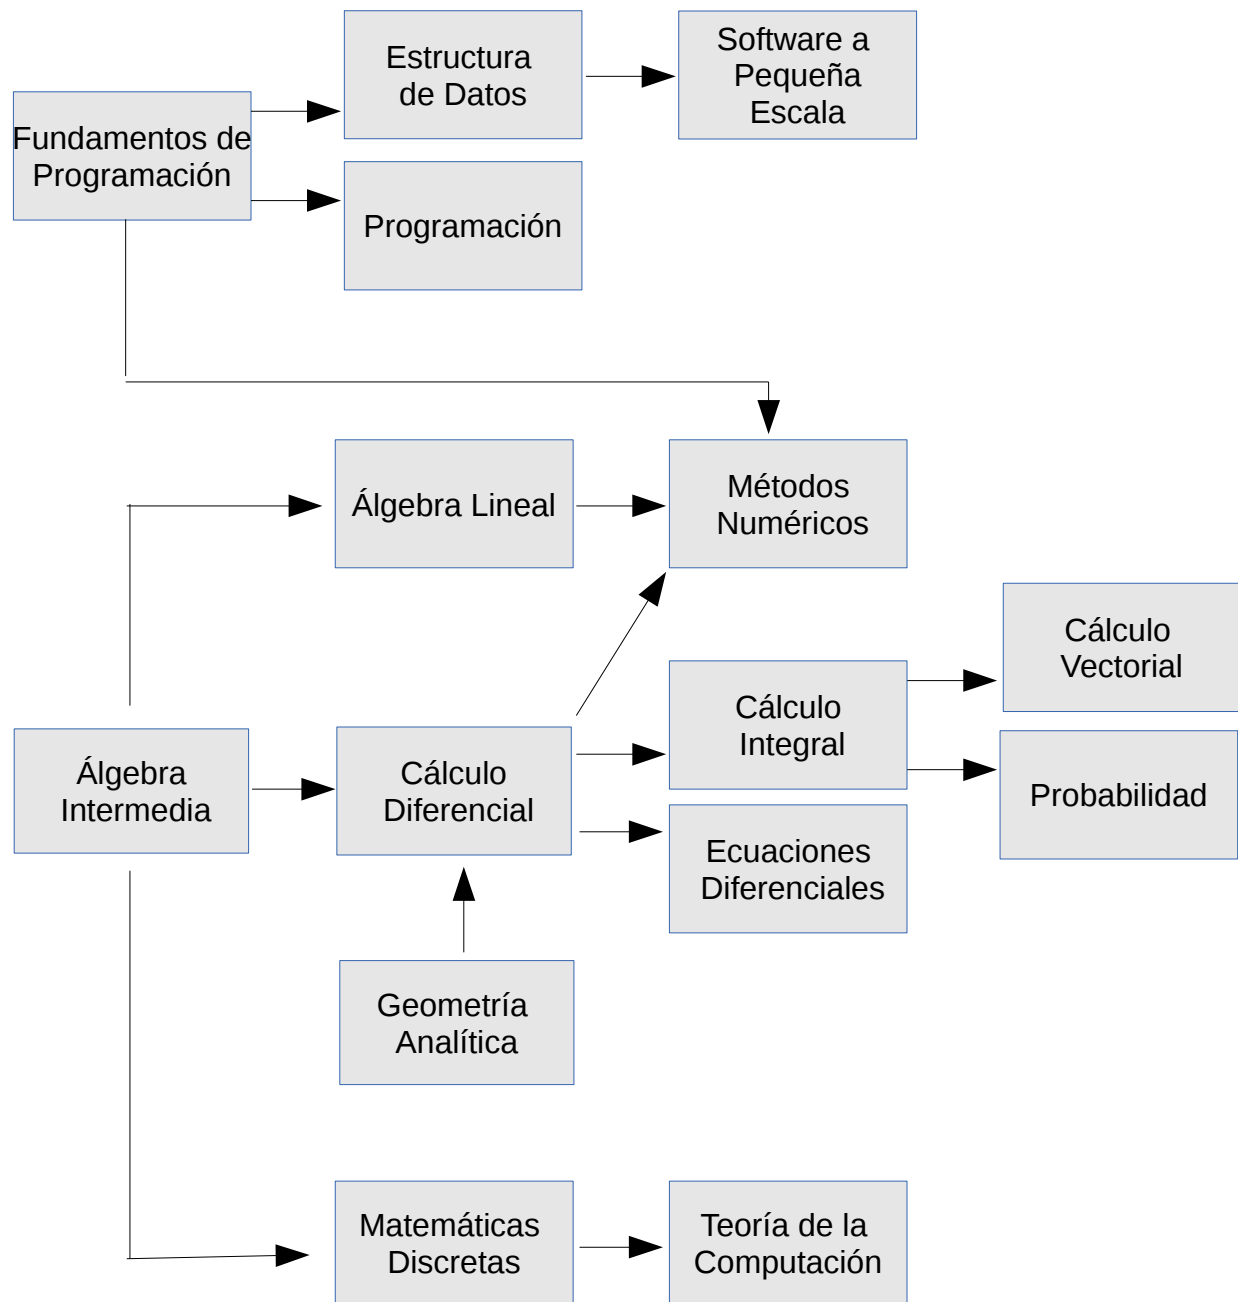 Estructura
de Datos
Software a
Pequeña
Escala
Fundamentos de
Programación
Programación
Álgebra Lineal
Métodos
Numéricos
Cálculo
Vectorial
Cálculo
Integral
Álgebra
Intermedia
Cálculo
Diferencial
Probabilidad
Ecuaciones
Diferenciales
Geometría
Analítica
Matemáticas
Discretas
Teoría de la
Computación